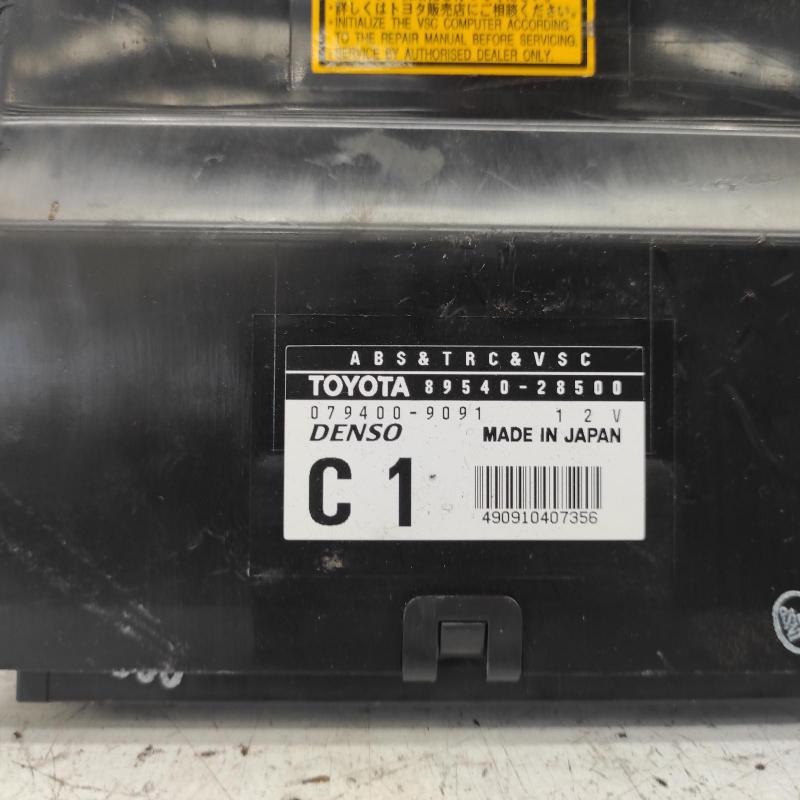 ・詳しくはトヨタ販売店にご相談ください。
・INITIALIZE THE VSC COMPUTER ACCORDING
TO THE REPAIR MANUAL BEFORE SERVICING.
・SERVICE BY AUTHORISED DEALER ONLY.
ABS&TRC&VSC
TOYOTA 89540-28500
079400-9091 12V
DENSO MADE IN JAPAN
C1
490910407356